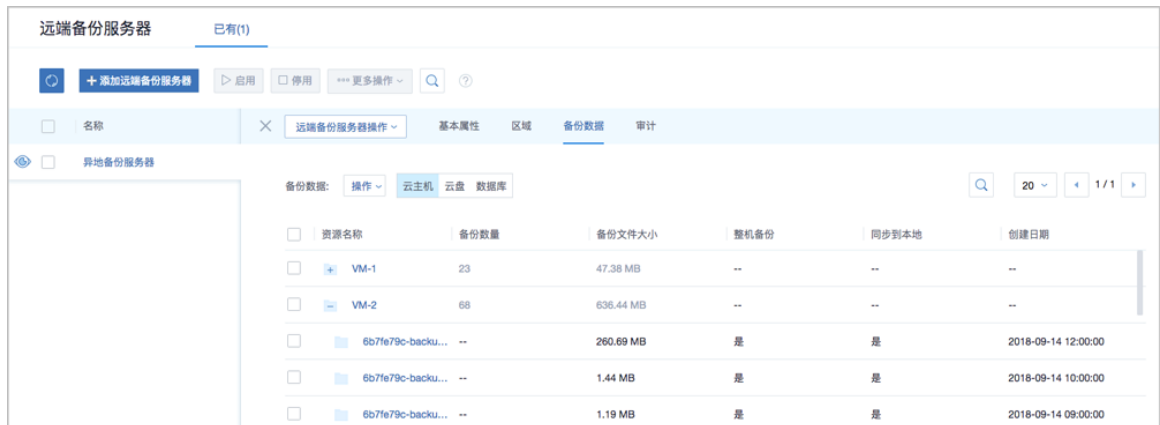 远端备份服务器 已有(1)
+ 添加远端备份服务器 启用 停用 ••• 更多操作 ?
名称 × 远端备份服务器操作 基本属性 区域 备份数据 审计
异地备份服务器
备份数据: 操作 云主机 云盘 数据库 20 1 / 1
资源名称 备份数量 备份文件大小 整机备份 同步到本地 创建日期
VM-1 23 47.38 MB -- -- --
VM-2 68 636.44 MB -- -- --
6b7fe79c-backu... -- 260.69 MB 是 是 2018-09-14 12:00:00
6b7fe79c-backu... -- 1.44 MB 是 是 2018-09-14 10:00:00
6b7fe79c-backu... -- 1.19 MB 是 是 2018-09-14 09:00:00